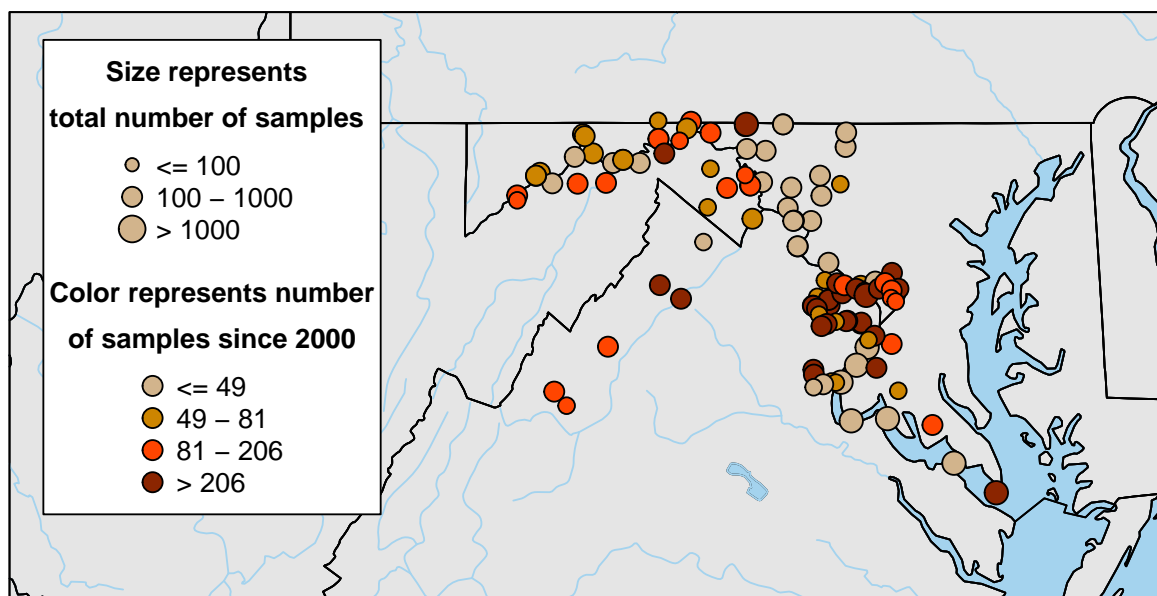 Size represents
total number of samples
<= 100
100 – 1000
> 1000
Color represents number
of samples since 2000
<= 49
49 – 81
81 – 206
> 206